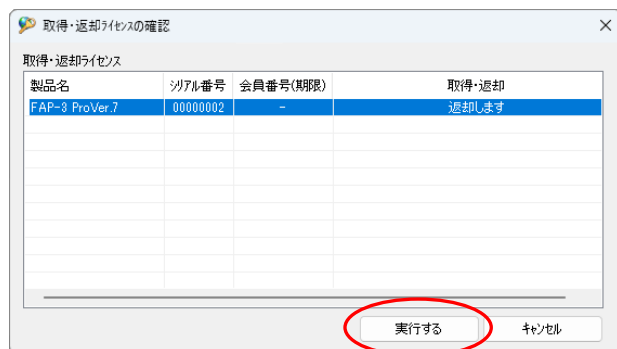 取得・返却ライセンスの確認
取得・返却ライセンス
製品名 シリアル番号 会員番号(期限) 取得・返却
FAP-3 ProVer.7 00000002 - 返却します
実行する キャンセル